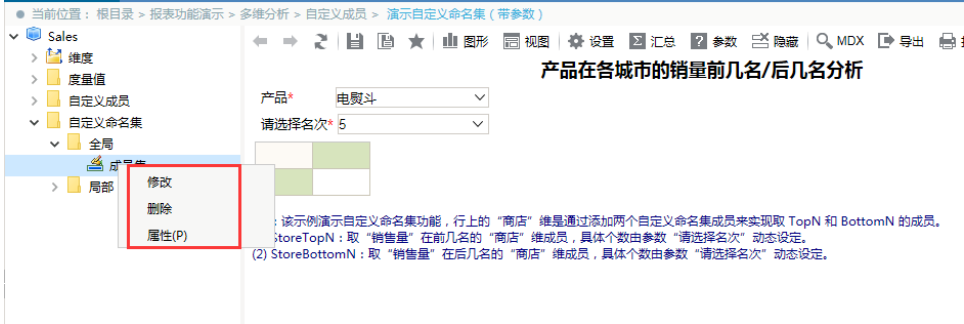 当前位置： 根目录 > 报表功能演示 > 多维分析 > 自定义成员 > 演示自定义命名集（带参数）
Sales
维度
度量值
自定义成员
自定义命名集
全局
局部
修改
删除
属性(P)
图形 视图 设置 汇总 参数 隐藏 MDX 导出
产品在各城市的销量前几名/后几名分析
产品* 电熨斗
请选择名次* 5
：该示例演示自定义命名集功能，行上的“商店”维是通过添加两个自定义命名集成员来实现取 TopN 和 BottomN 的成员。
StoreTopN：取“销售量”在前几名的“商店”维成员，具体个数由参数“请选择名次”动态设定。
(2) StoreBottomN：取“销售量”在后几名的“商店”维成员，具体个数由参数“请选择名次”动态设定。